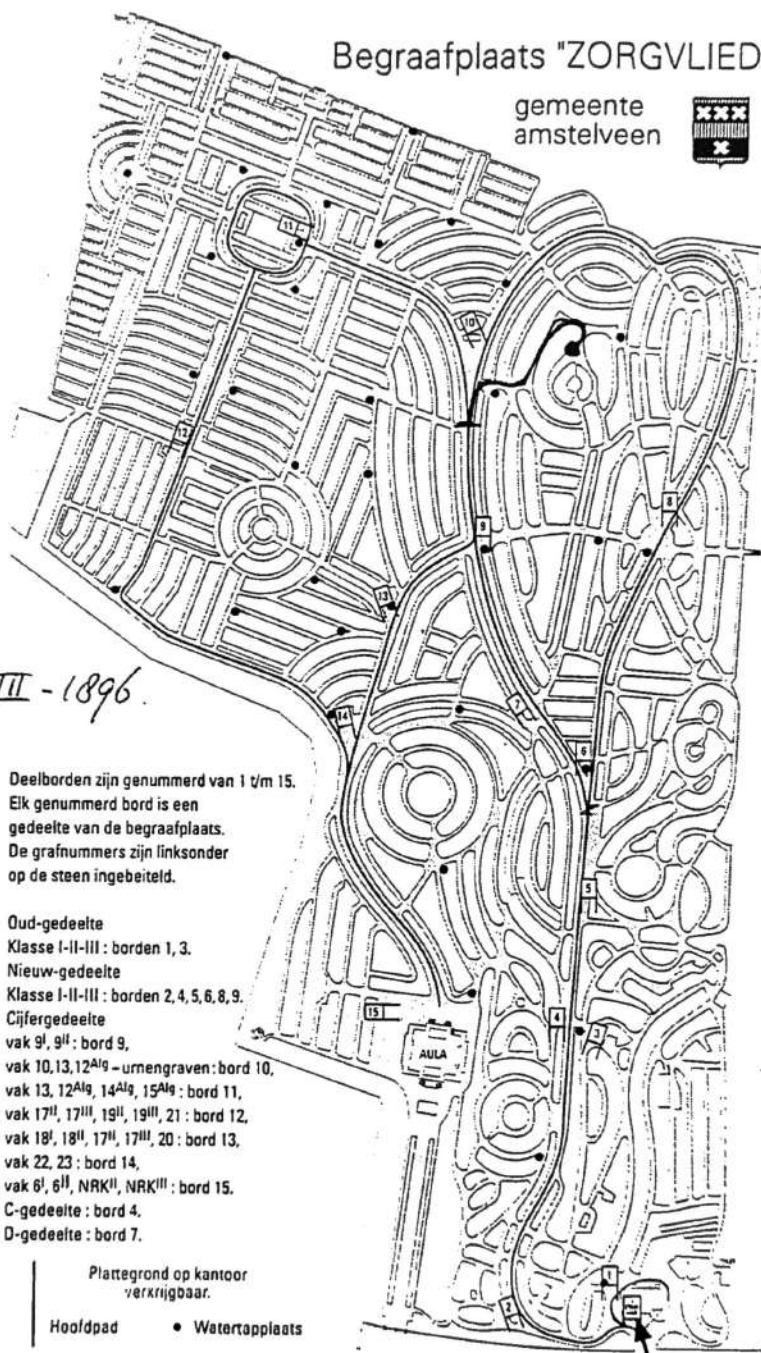 Begraafplaats "ZORGVLIED
gemeente
amstelveen
11
10
12
8
9
13
7
14
6
5
15
4
3
AULA
1
2
III - 1896.
Deelborden zijn genummerd van 1 t/m 15.
Elk genummerd bord is een
gedeelte van de begraafplaats.
De grafnummers zijn linksonder
op de steen ingebeiteld.
Oud-gedeelte
Klasse I-II-III : borden 1, 3.
Nieuw-gedeelte
Klasse I-II-III : borden 2,4,5,6,8,9.
Cijfergedeelte
vak 9I, 9II : bord 9,
vak 10,13,12Alg - urnengraven : bord 10,
vak 13, 12Alg, 14Alg, 15Alg : bord 11,
vak 17II, 17III, 19II, 19III, 21 : bord 12,
vak 18I, 18II, 17II, 17III, 20 : bord 13,
vak 22, 23 : bord 14,
vak 6I, 6II, NRKII, NRKIII : bord 15.
C-gedeelte : bord 4.
D-gedeelte : bord 7.
Plattegrond op kantoor
verkrijgbaar.
Hoofdpad
Watertapplaats